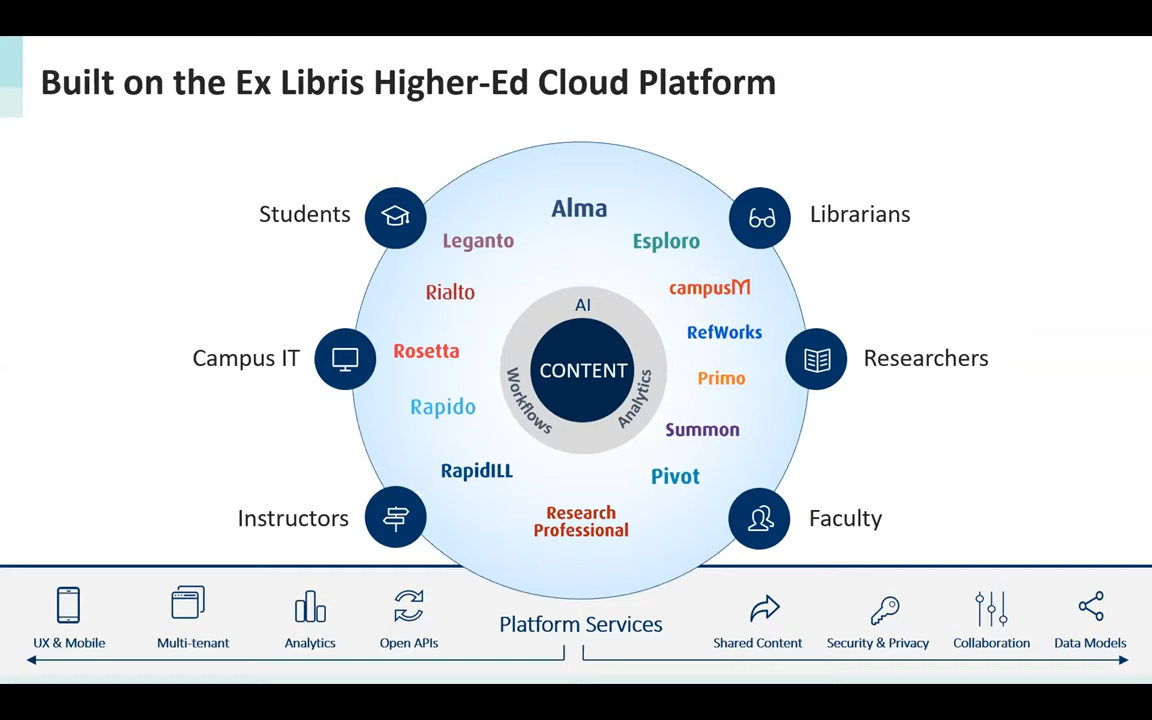 Built on the Ex Libris Higher-Ed Cloud Platform
Students
Librarians
Alma
Leganto
Esploro
Rialto
campusM
AI
RefWorks
Rosetta
Campus IT
CONTENT
Researchers
Primo
Workflows
Analytics
Rapido
Summon
RapidILL
Pivot
Instructors
Research
Professional
Faculty
Platform Services
UX & Mobile
Multi-tenant
Analytics
Open APIs
Shared Content
Security & Privacy
Collaboration
Data Models